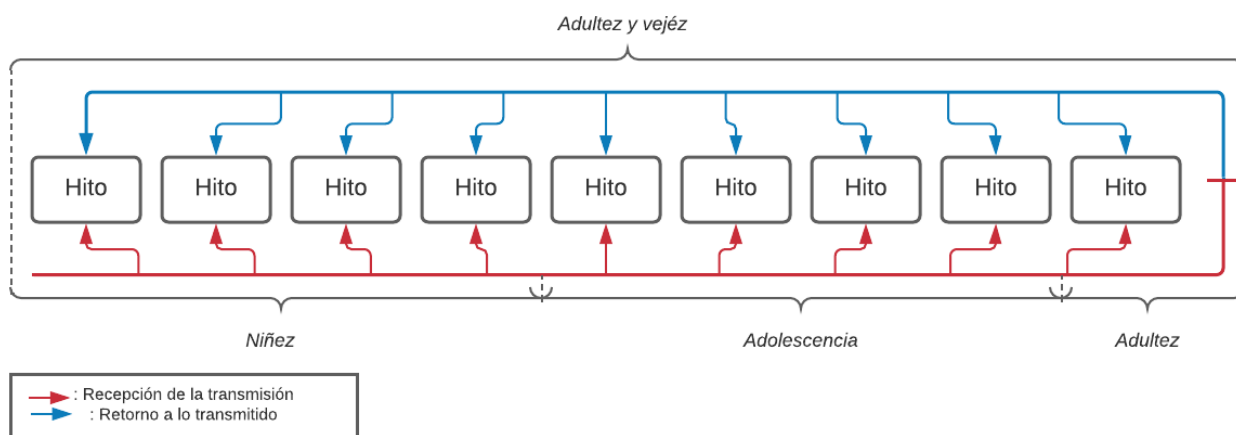 Adultez y vejéz
Hito Hito Hito Hito Hito Hito Hito Hito Hito
Niñez Adolescencia Adultez
: Recepción de la transmisión
: Retorno a lo transmitido